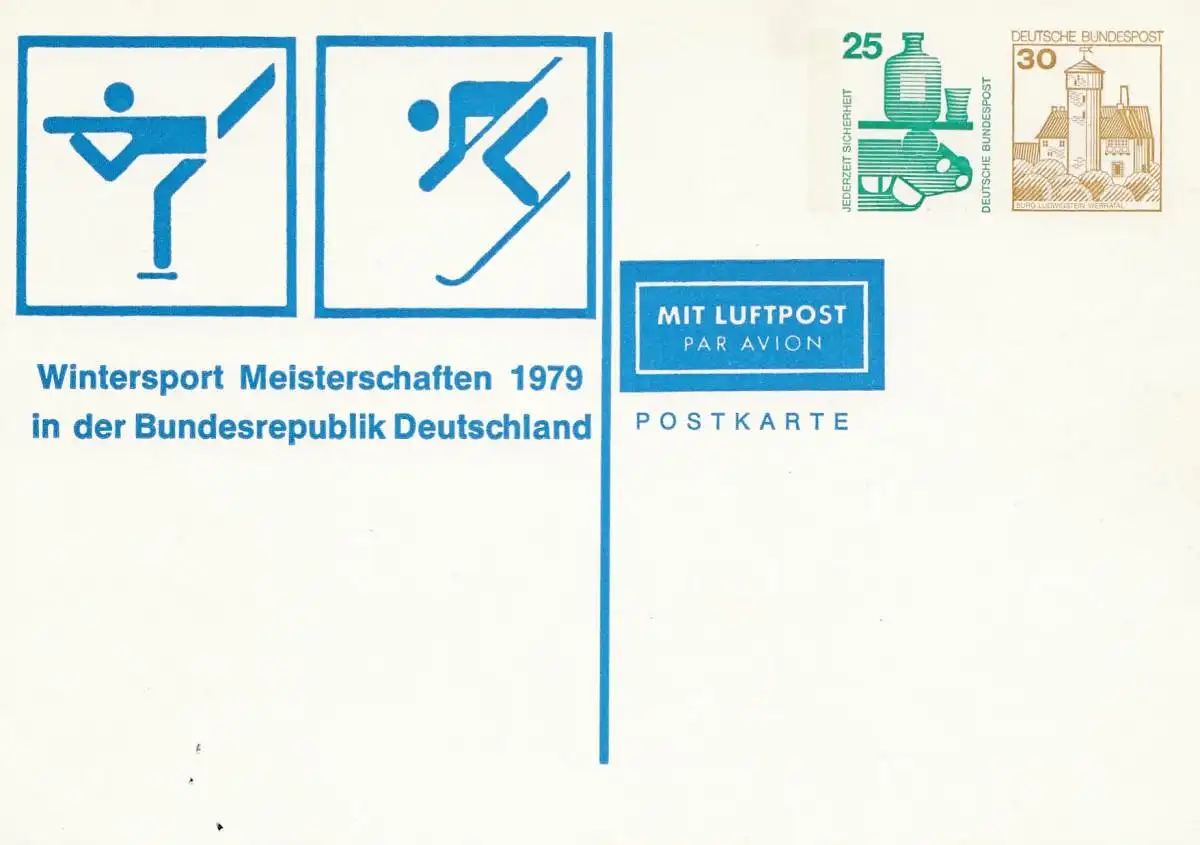 Wintersport Meisterschaften 1979
in der Bundesrepublik Deutschland
25
JEDERZEIT SICHERHEIT
DEUTSCHE BUNDESPOST
DEUTSCHE BUNDESPOST
30
BURG LUDWIGSTEIN WERRATAL
MIT LUFTPOST
PAR AVION
POSTKARTE